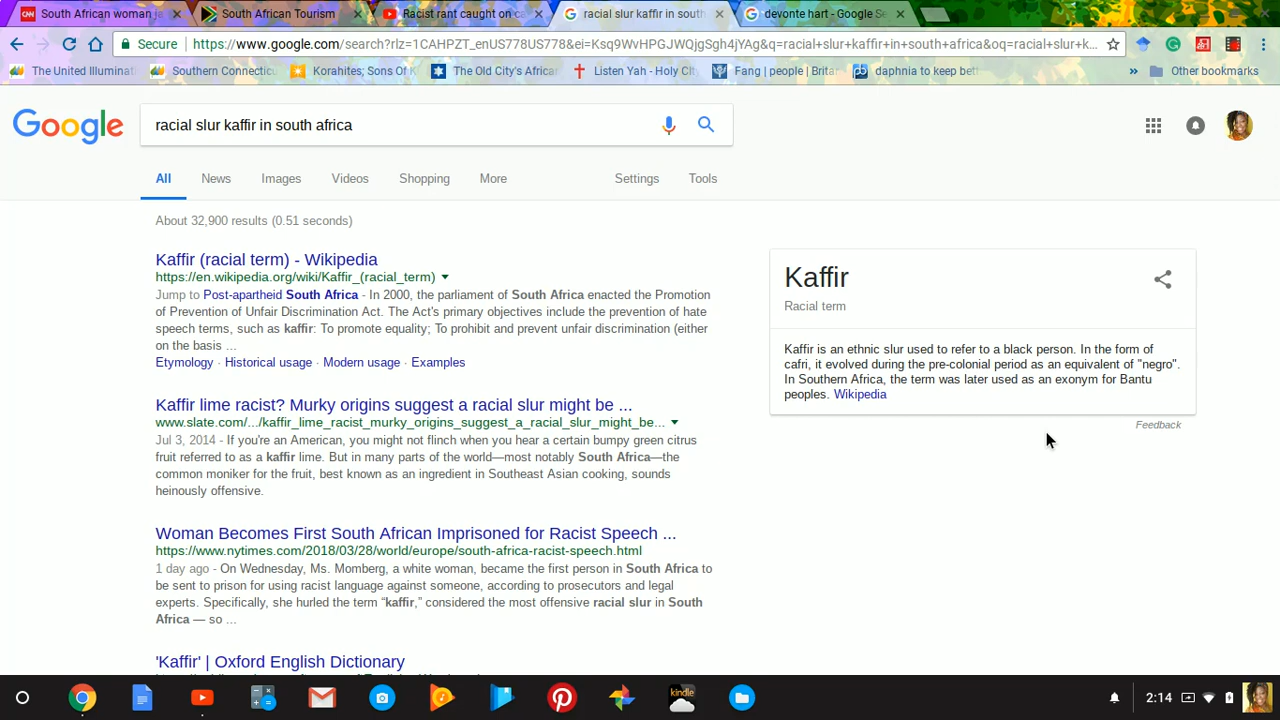 South African woman je
South African Tourism
Racist rant caught on ca
racial slur kaffir in south
devonte hart - Google Se
Secure
https://www.google.com/search?rlz=1CAHPZT_enUS778US778&ei=Ksq9WvHPGJWQjgSgh4jYAg&q=racial+slur+kaffir+in+south+africa&oq=racial+slur+k...
The United Illuminati
Southern Connecticu
Korahites; Sons Of K
The Old City's Africa
Listen Yah - Holy Cit
Fang | people | Britan
daphnia to keep bett
»
Other bookmarks
Google
racial slur kaffir in south africa
All News Images Videos Shopping More Settings Tools
About 32,900 results (0.51 seconds)
Kaffir (racial term) - Wikipedia
https://en.wikipedia.org/wiki/Kaffir_(racial_term)
Jump to Post-apartheid South Africa - In 2000, the parliament of South Africa enacted the Promotion
of Prevention of Unfair Discrimination Act. The Act's primary objectives include the prevention of hate
speech terms, such as kaffir: To promote equality; To prohibit and prevent unfair discrimination (either
on the basis ...
Etymology · Historical usage · Modern usage · Examples
Kaffir lime racist? Murky origins suggest a racial slur might be ...
www.slate.com/.../kaffir_lime_racist_murky_origins_suggest_a_racial_slur_might_be...
Jul 3, 2014 - If you're an American, you might not flinch when you hear a certain bumpy green citrus
fruit referred to as a kaffir lime. But in many parts of the world—most notably South Africa—the
common moniker for the fruit, best known as an ingredient in Southeast Asian cooking, sounds
heinously offensive.
Woman Becomes First South African Imprisoned for Racist Speech ...
https://www.nytimes.com/2018/03/28/world/europe/south-africa-racist-speech.html
1 day ago - On Wednesday, Ms. Momberg, a white woman, became the first person in South Africa to
be sent to prison for using racist language against someone, according to prosecutors and legal
experts. Specifically, she hurled the term “kaffir,” considered the most offensive racial slur in South
Africa — so ...
'Kaffir' | Oxford English Dictionary
Kaffir
Racial term
Kaffir is an ethnic slur used to refer to a black person. In the form of
cafri, it evolved during the pre-colonial period as an equivalent of "negro".
In Southern Africa, the term was later used as an exonym for Bantu
peoples. Wikipedia
Feedback
kindle
2:14